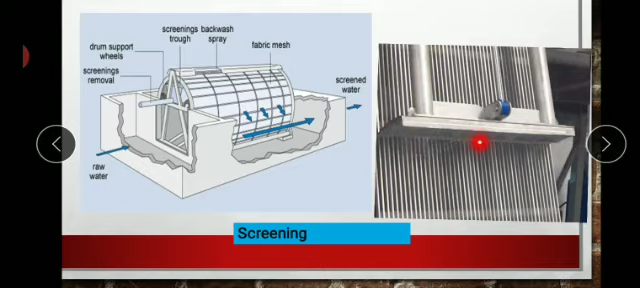 screenings
trough
backwash
spray
fabric mesh
drum support
wheels
screenings
removal
screened
water
raw
water
Screening